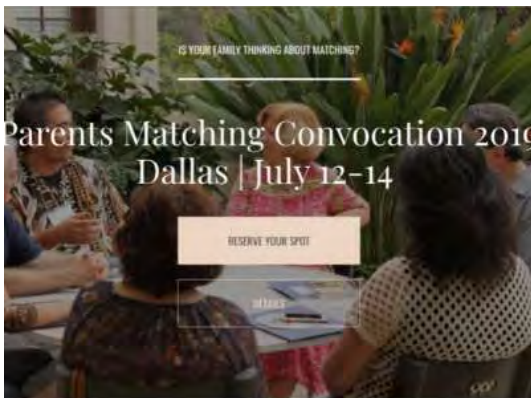 IS YOUR FAMILY THINKING ABOUT MATCHING?
Parents Matching Convocation 2019
Dallas | July 12-14
RESERVE YOUR SPOT
DETAILS